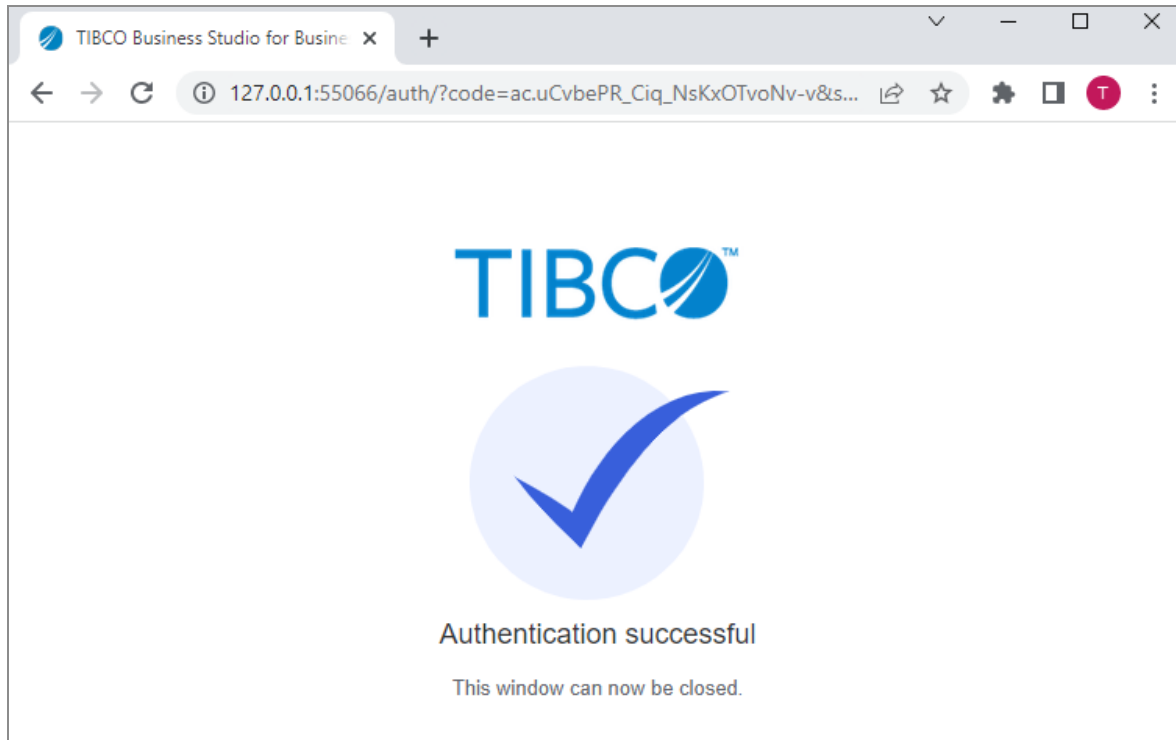 TIBCO Business Studio for Busine
127.0.0.1:55066/auth/?code=ac.uCvbePR_Ciq_NsKxOTvoNv-v&s...
T
TIBCO™
Authentication successful
This window can now be closed.